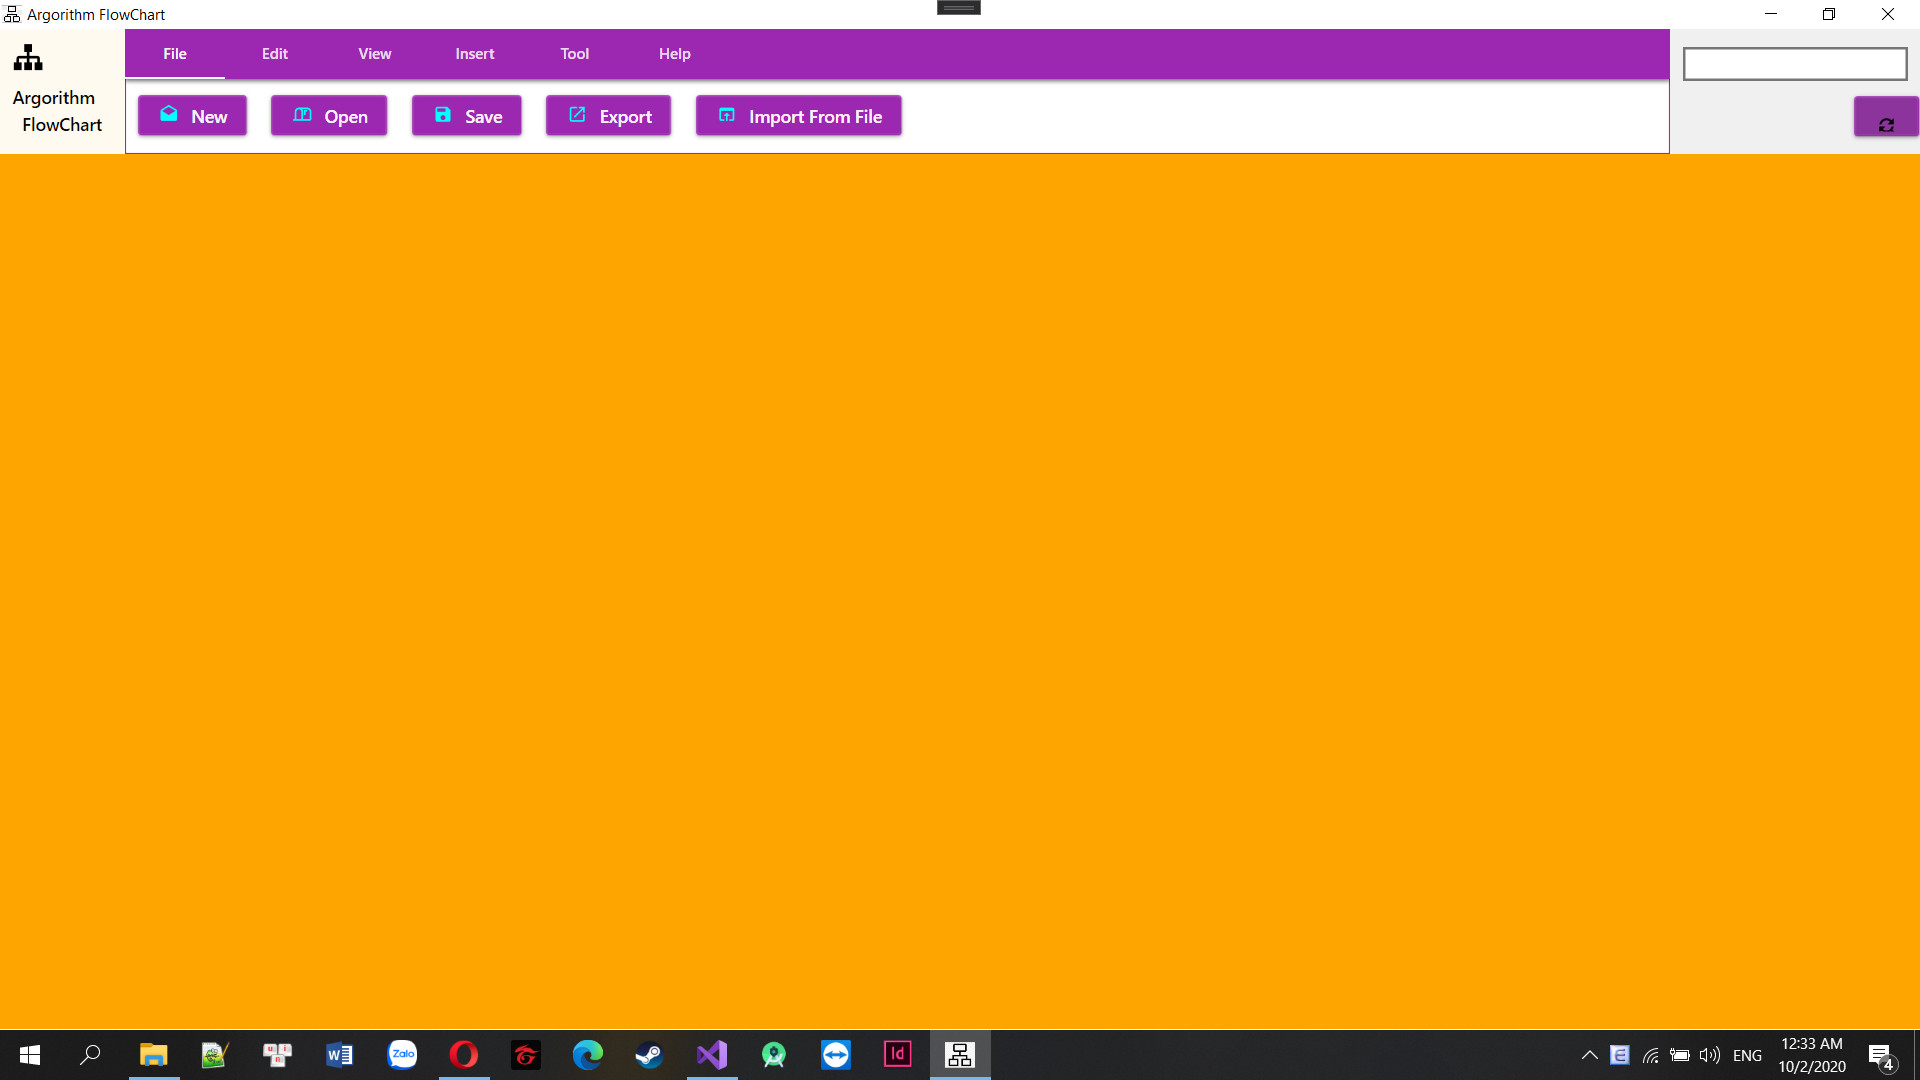 Argorithm FlowChart
File Edit View Insert Tool Help
Argorithm
FlowChart
New Open Save Export Import From File
W Zalo Id E ENG
12:33 AM
10/2/2020
4